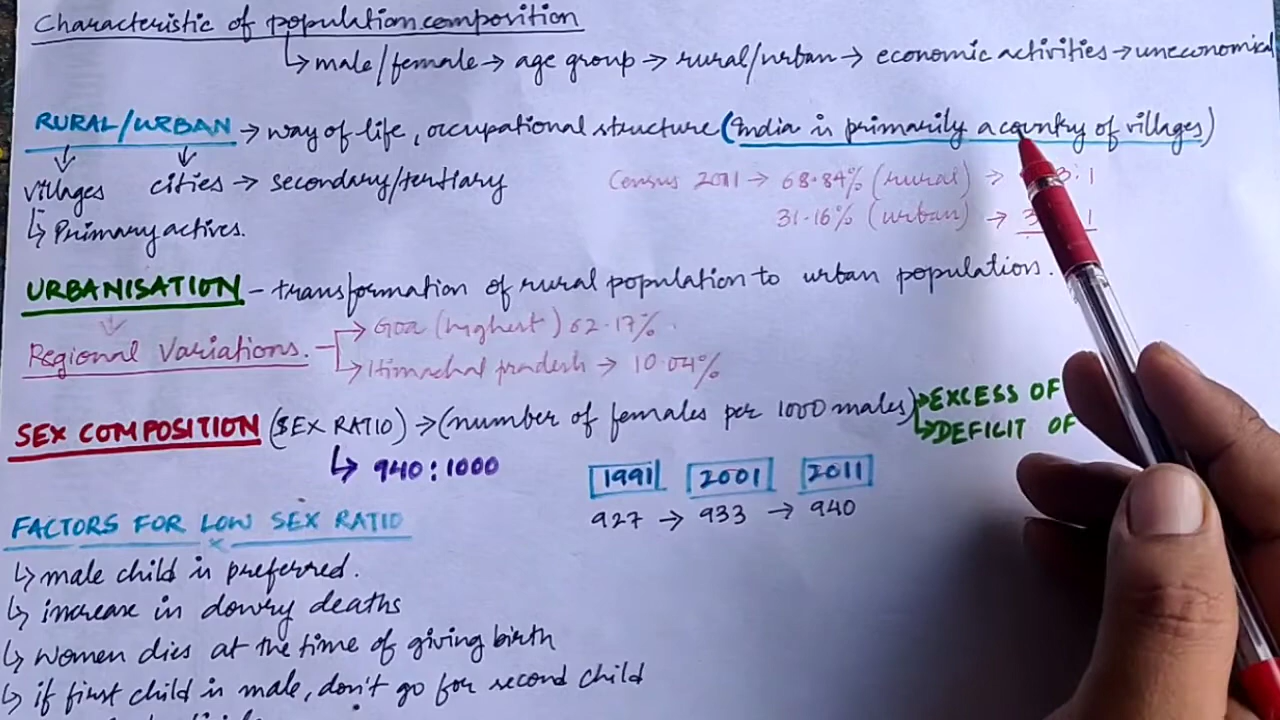 Characteristic of population composition
↳ male/female → age group → rural/urban → economic activities → uneconomical
RURAL/URBAN → way of life, occupational structure (India is primarily a country of villages)
villages cities → secondary/tertiary
↳ Primary actives.
Census 2011 → 68.84% (rural) → 3:1
31.16% (urban) → 3 1
URBANISATION - transformation of rural population to urban population.
Regional Variations. → Goa (highest) 62.17%.
↳ Himachal pradesh → 10.04%
SEX COMPOSITION (SEX RATIO) → (number of females per 1000 males) → EXCESS OF
↳ DEFICIT OF
↳ 940:1000
1991 2001 2011
927 → 933 → 940
FACTORS FOR LOW SEX RATIO
↳ male child is preferred.
↳ increase in dowry deaths
↳ women dies at the time of giving birth
↳ if first child is male, don't go for second child